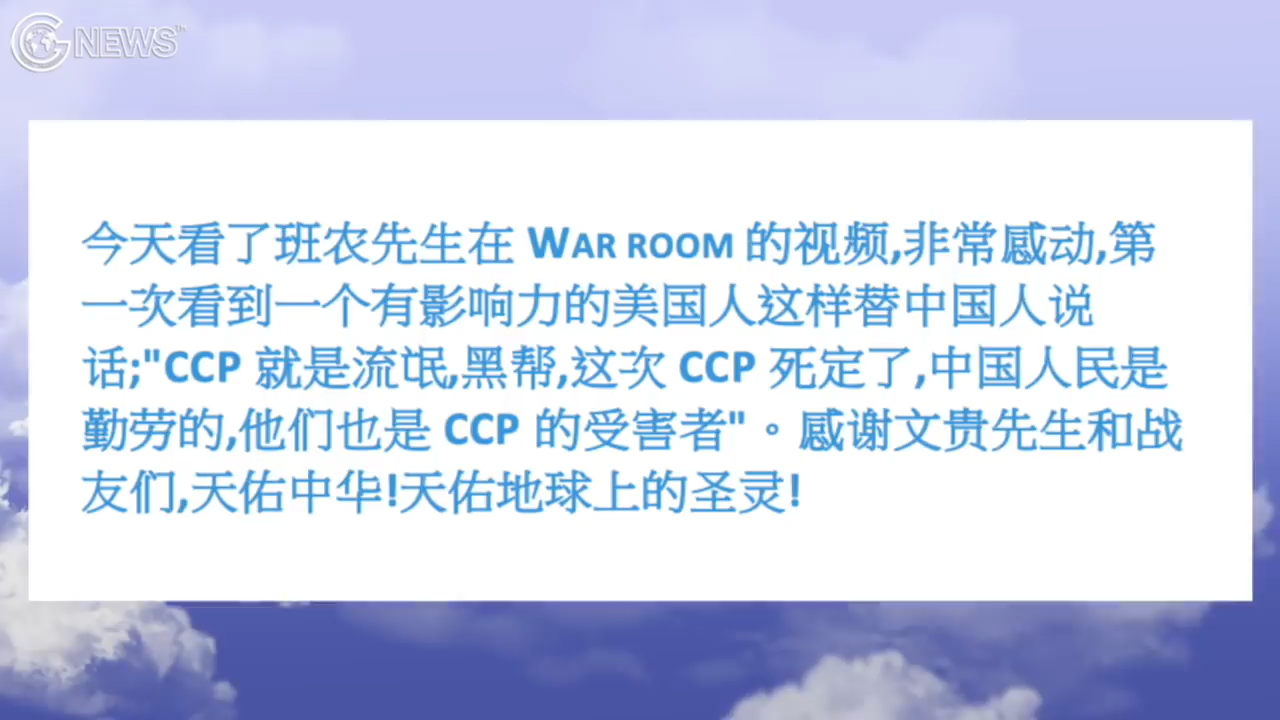 GNEWS™
今天看了班农先生在 WAR ROOM 的视频,非常感动,第
一次看到一个有影响力的美国人这样替中国人说
话;"CCP 就是流氓,黑帮,这次 CCP 死定了,中国人民是
勤劳的,他们也是 CCP 的受害者"。感谢文贵先生和战
友们,天佑中华!天佑地球上的圣灵!